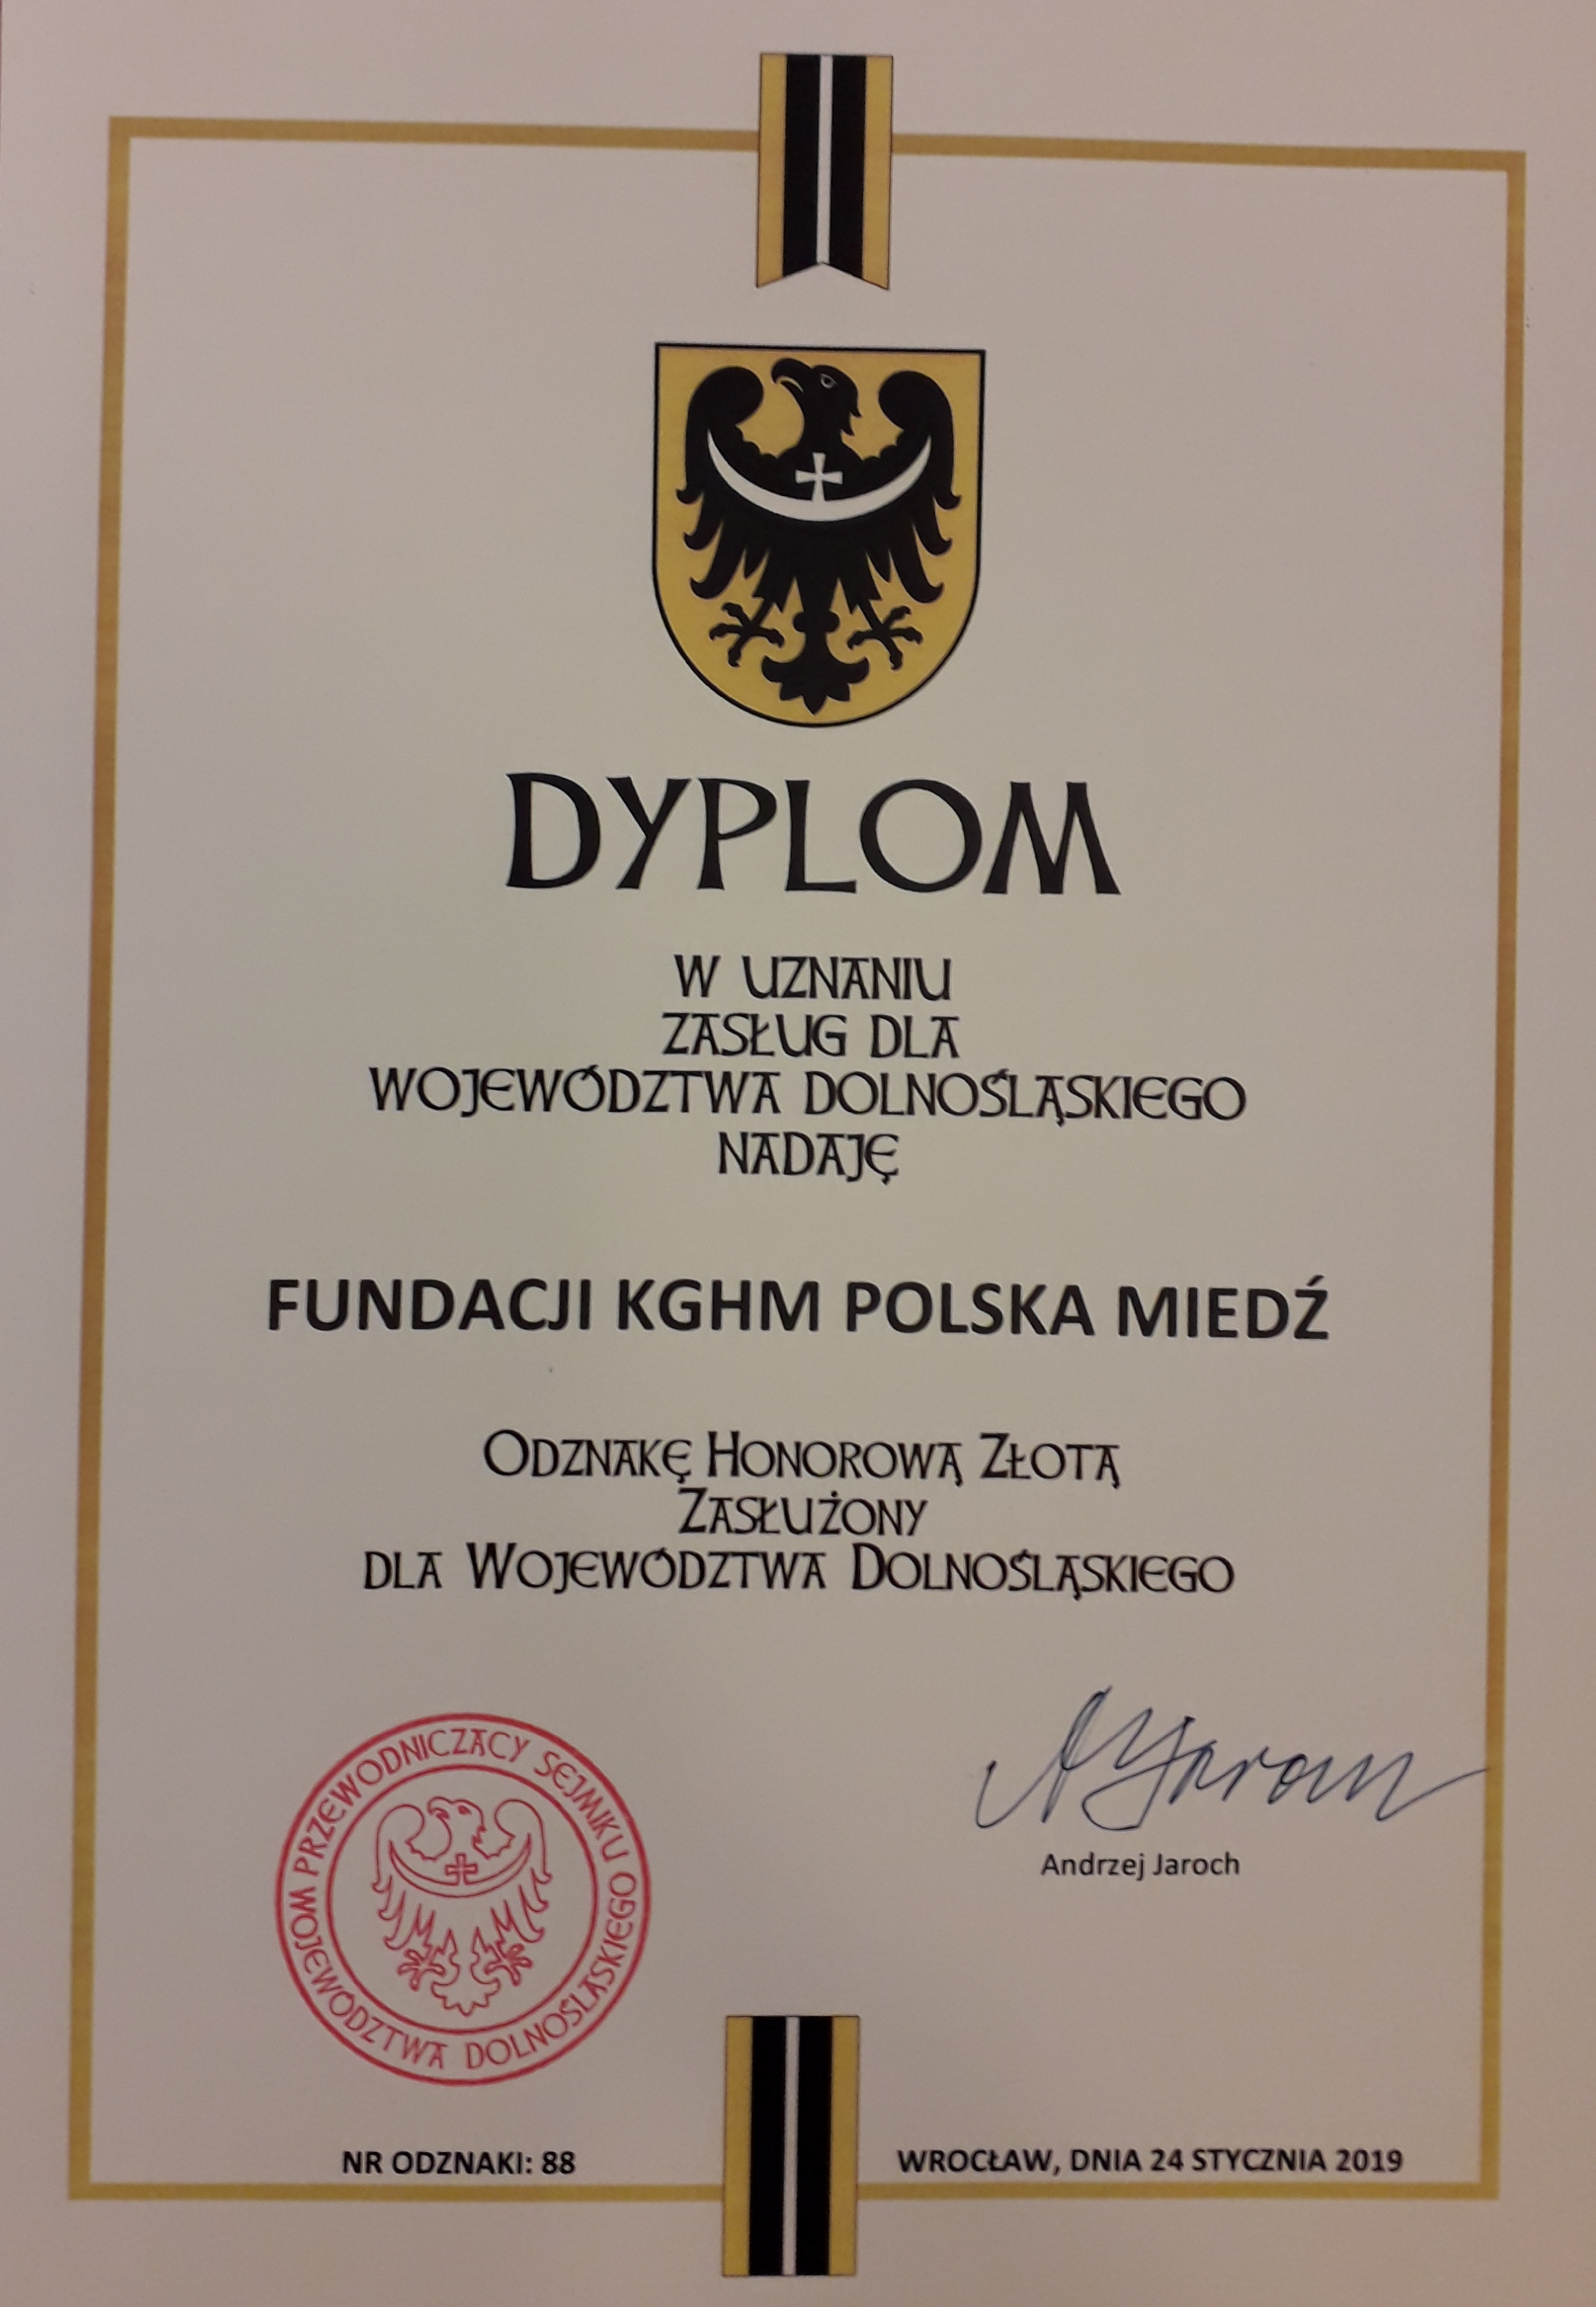 DYPLOM
W UZNANIU
ZASŁUG DLA
WOJEWÓDZTWA DOLNOŚLĄSKIEGO
NADAJĘ
FUNDACJI KGHM POLSKA MIEDŹ
ODZNAKĘ HONOROWĄ ZŁOTĄ
ZASŁUŻONY
DLA WOJEWÓDZTWA DOLNOŚLĄSKIEGO
PRZEWODNICZĄCY SEJMIKU
WOJEWÓDZTWA DOLNOŚLĄSKIEGO
Andrzej Jaroch
NR ODZNAKI: 88
WROCŁAW, DNIA 24 STYCZNIA 2019